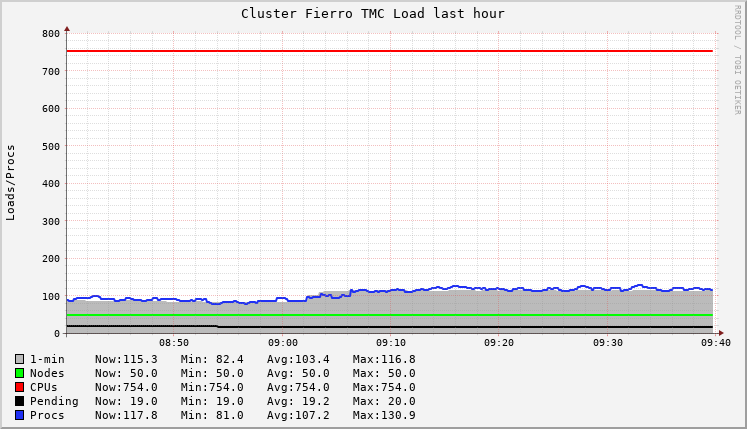 Cluster Fierro TMC Load last hour
RRDTOOL / TOBI OETIKER
Loads/Procs
800
700
600
500
400
300
200
100
0
08:50 09:00 09:10 09:20 09:30 09:40
1-min Now:115.3 Min: 82.4 Avg:103.4 Max:116.8
Nodes Now: 50.0 Min: 50.0 Avg: 50.0 Max: 50.0
CPUs Now:754.0 Min:754.0 Avg:754.0 Max:754.0
Pending Now: 19.0 Min: 19.0 Avg: 19.2 Max: 20.0
Procs Now:117.8 Min: 81.0 Avg:107.2 Max:130.9